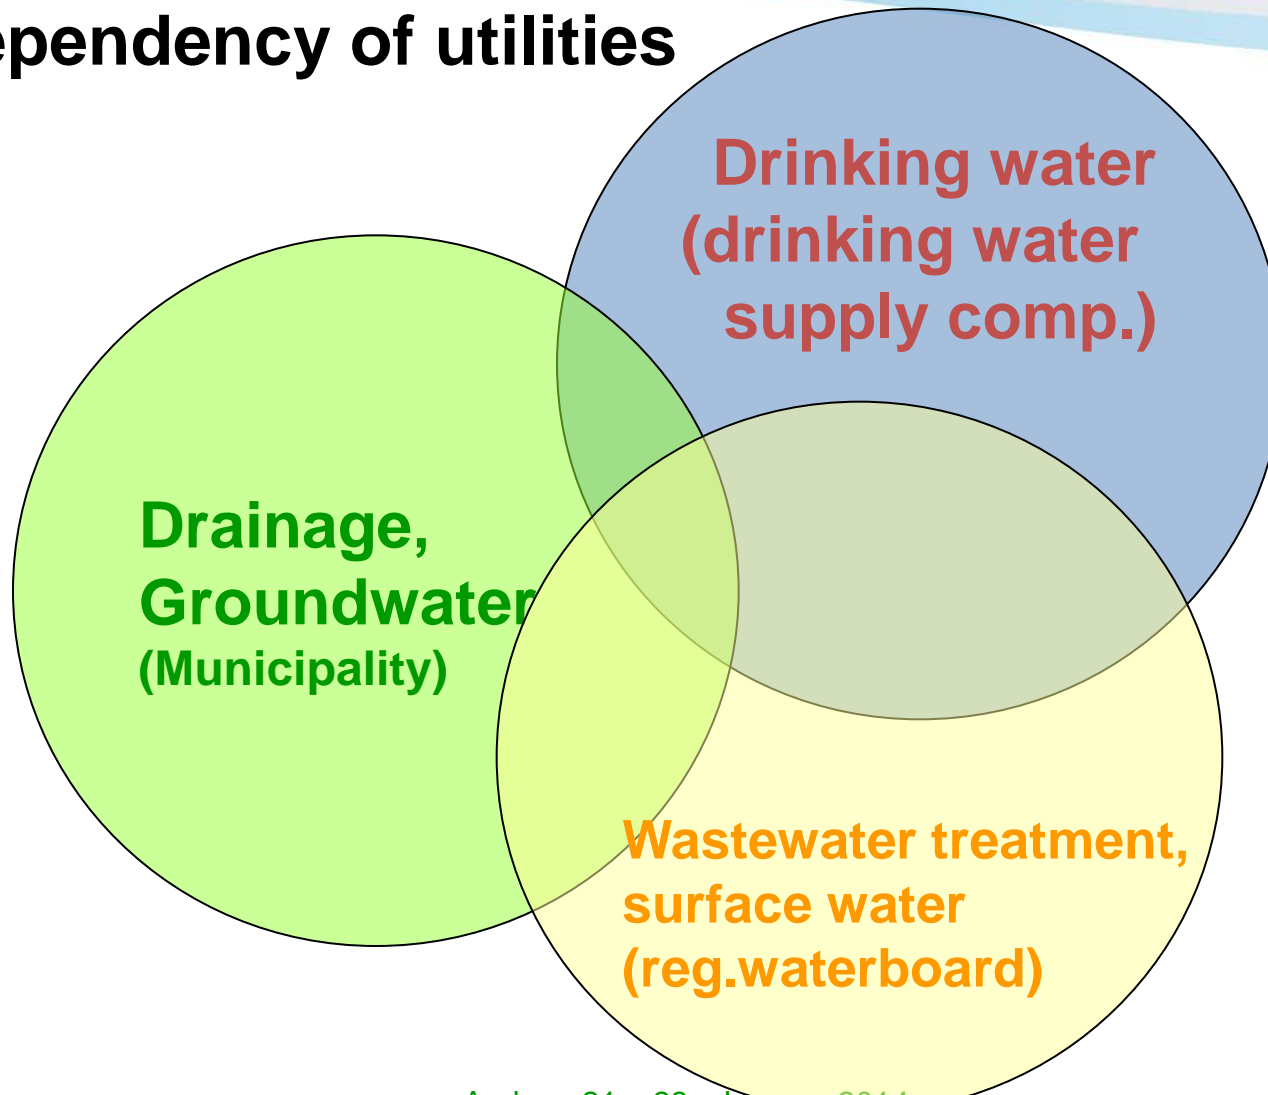 ependency of utilities
Drinking water
(drinking water
supply comp.)
Drainage,
Groundwater
(Municipality)
Wastewater treatment,
surface water
(reg.waterboard)